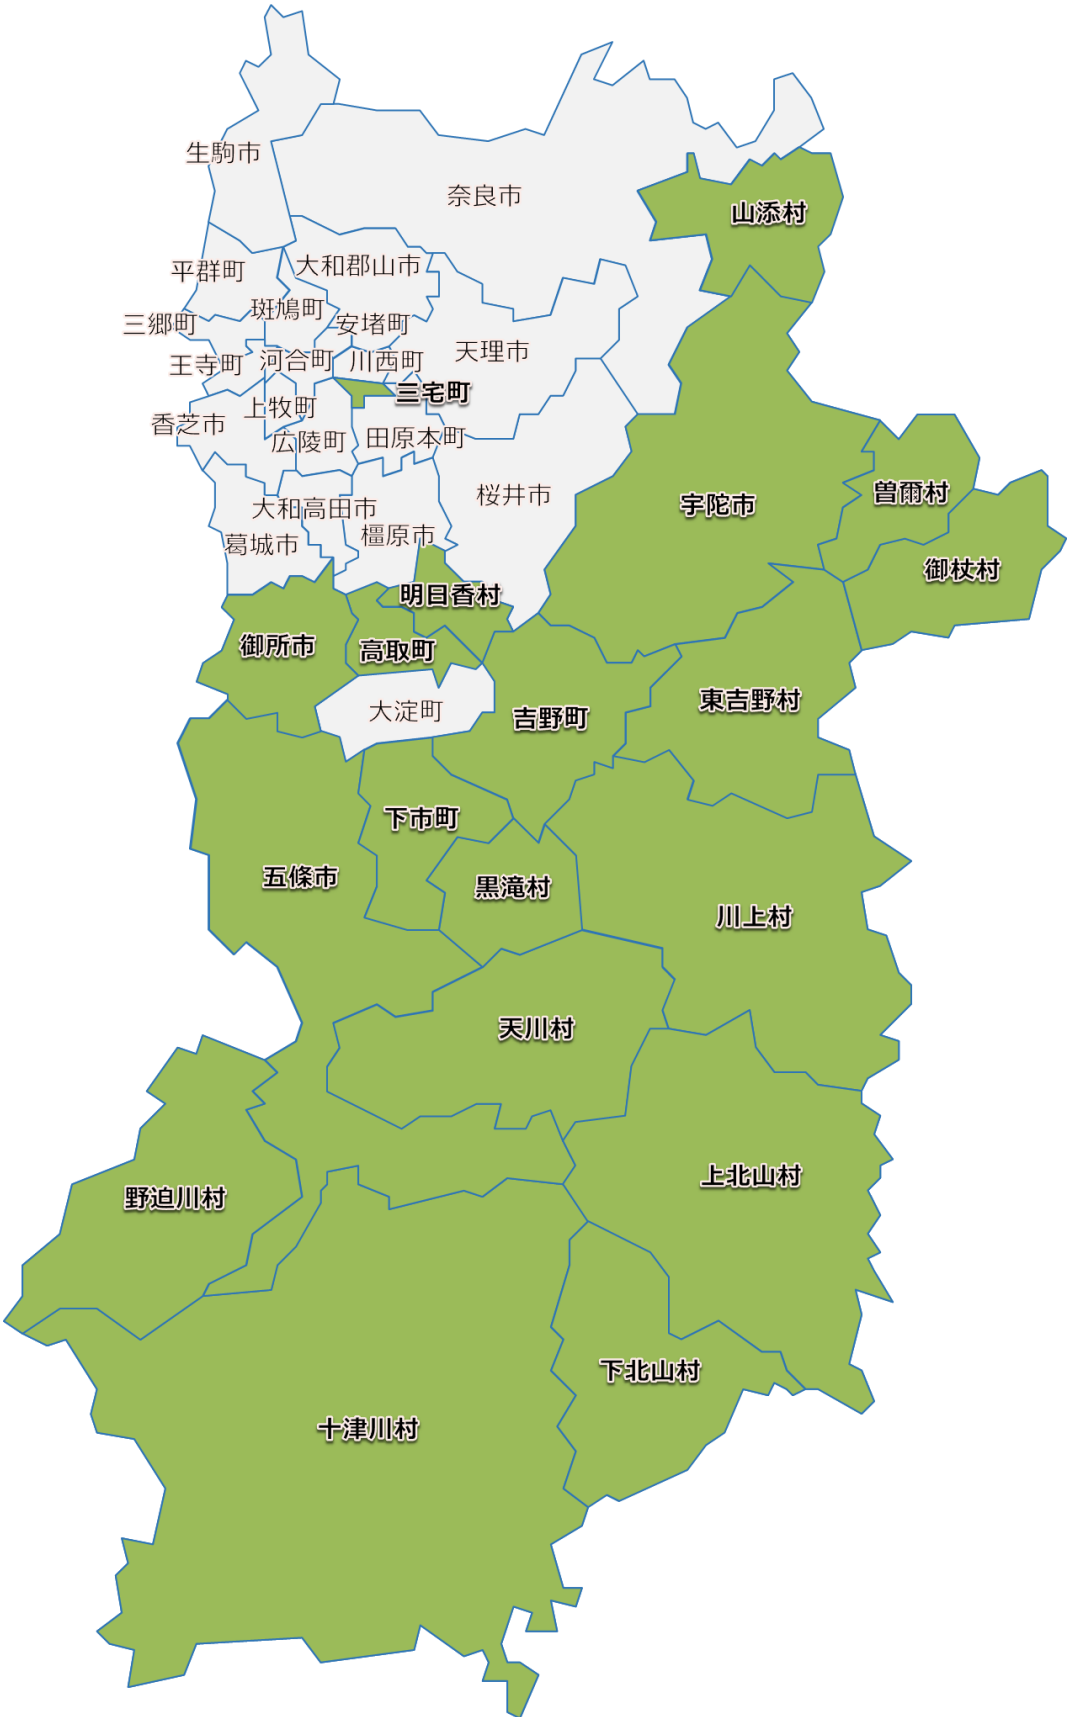 生駒市
奈良市
山添村
大和郡山市
平群町
斑鳩町
三郷町
安堵町
天理市
王寺町
河合町
川西町
三宅町
上牧町
香芝市
広陵町
田原本町
曽爾村
桜井市
宇陀市
大和高田市
橿原市
葛城市
御杖村
明日香村
御所市
高取町
東吉野村
大淀町
吉野町
下市町
五條市
黒滝村
川上村
天川村
上北山村
野迫川村
下北山村
十津川村